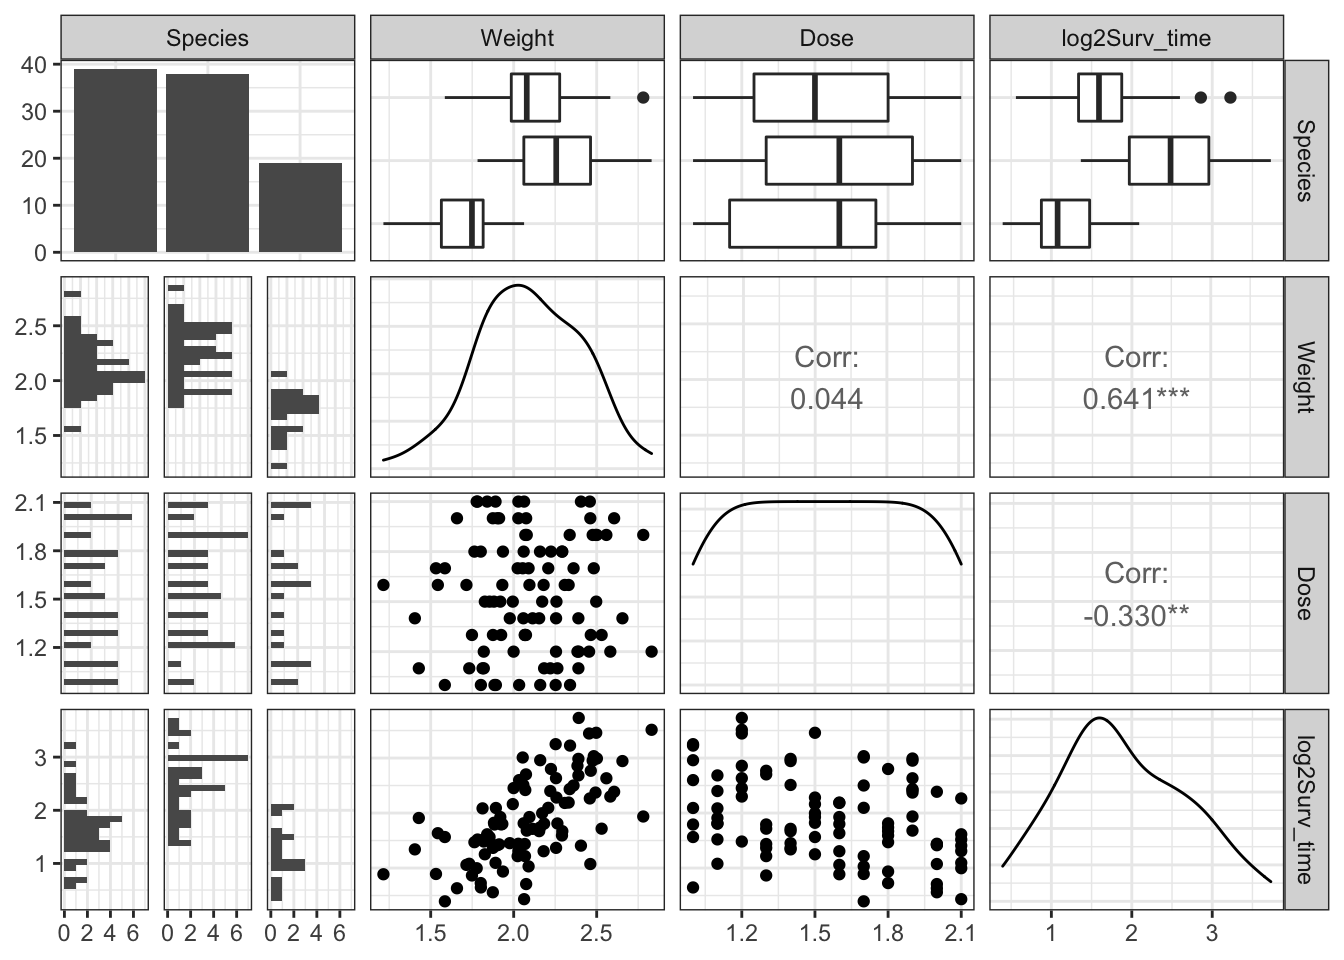 Species Weight Dose log2Surv_time
40
30
20
10
0
Species
2.5
2.0
1.5
Corr:
0.044
Corr:
0.641***
Weight
2.1
1.8
1.5
1.2
Corr:
-0.330**
Dose
3
2
1
log2Surv_time
0 2 4 6 0 2 4 6 0 2 4 6 1.5 2.0 2.5 1.2 1.5 1.8 2.1 1 2 3